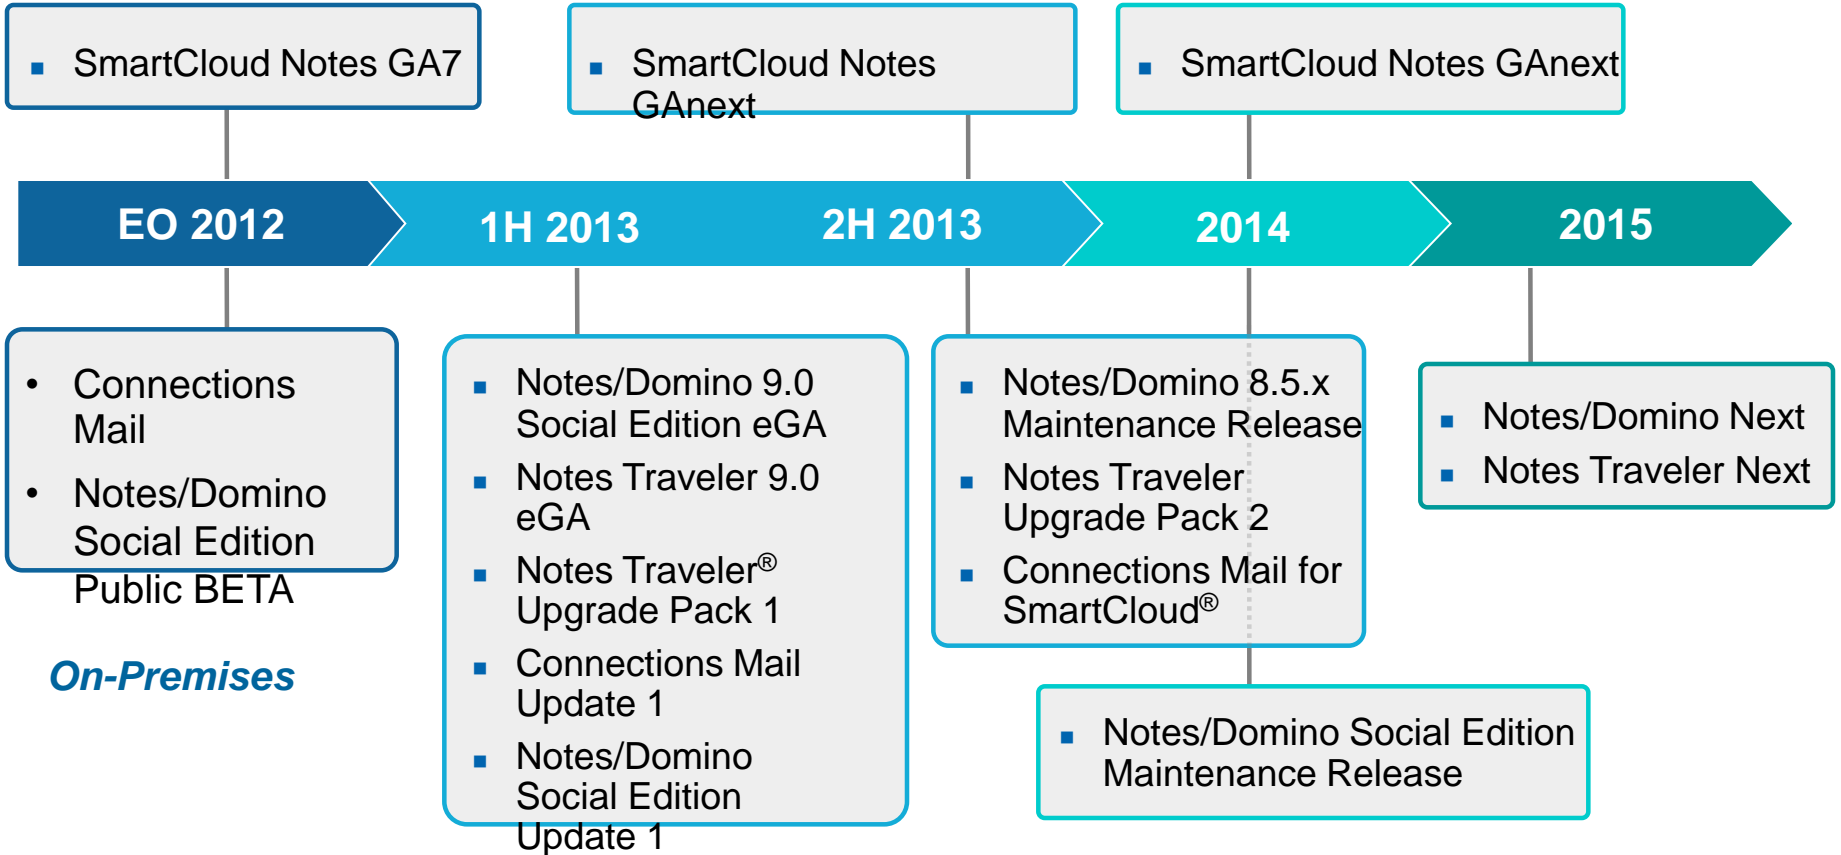 SmartCloud Notes GA7
SmartCloud Notes
GAnext
SmartCloud Notes GAnext
EO 2012
1H 2013
2H 2013
2014
2015
Connections
Mail
Notes/Domino
Social Edition
Public BETA
On-Premises
Notes/Domino 9.0
Social Edition eGA
Notes Traveler 9.0
eGA
Notes Traveler®
Upgrade Pack 1
Connections Mail
Update 1
Notes/Domino
Social Edition
Update 1
Notes/Domino 8.5.x
Maintenance Release
Notes Traveler
Upgrade Pack 2
Connections Mail for
SmartCloud®
Notes/Domino Social Edition
Maintenance Release
Notes/Domino Next
Notes Traveler Next